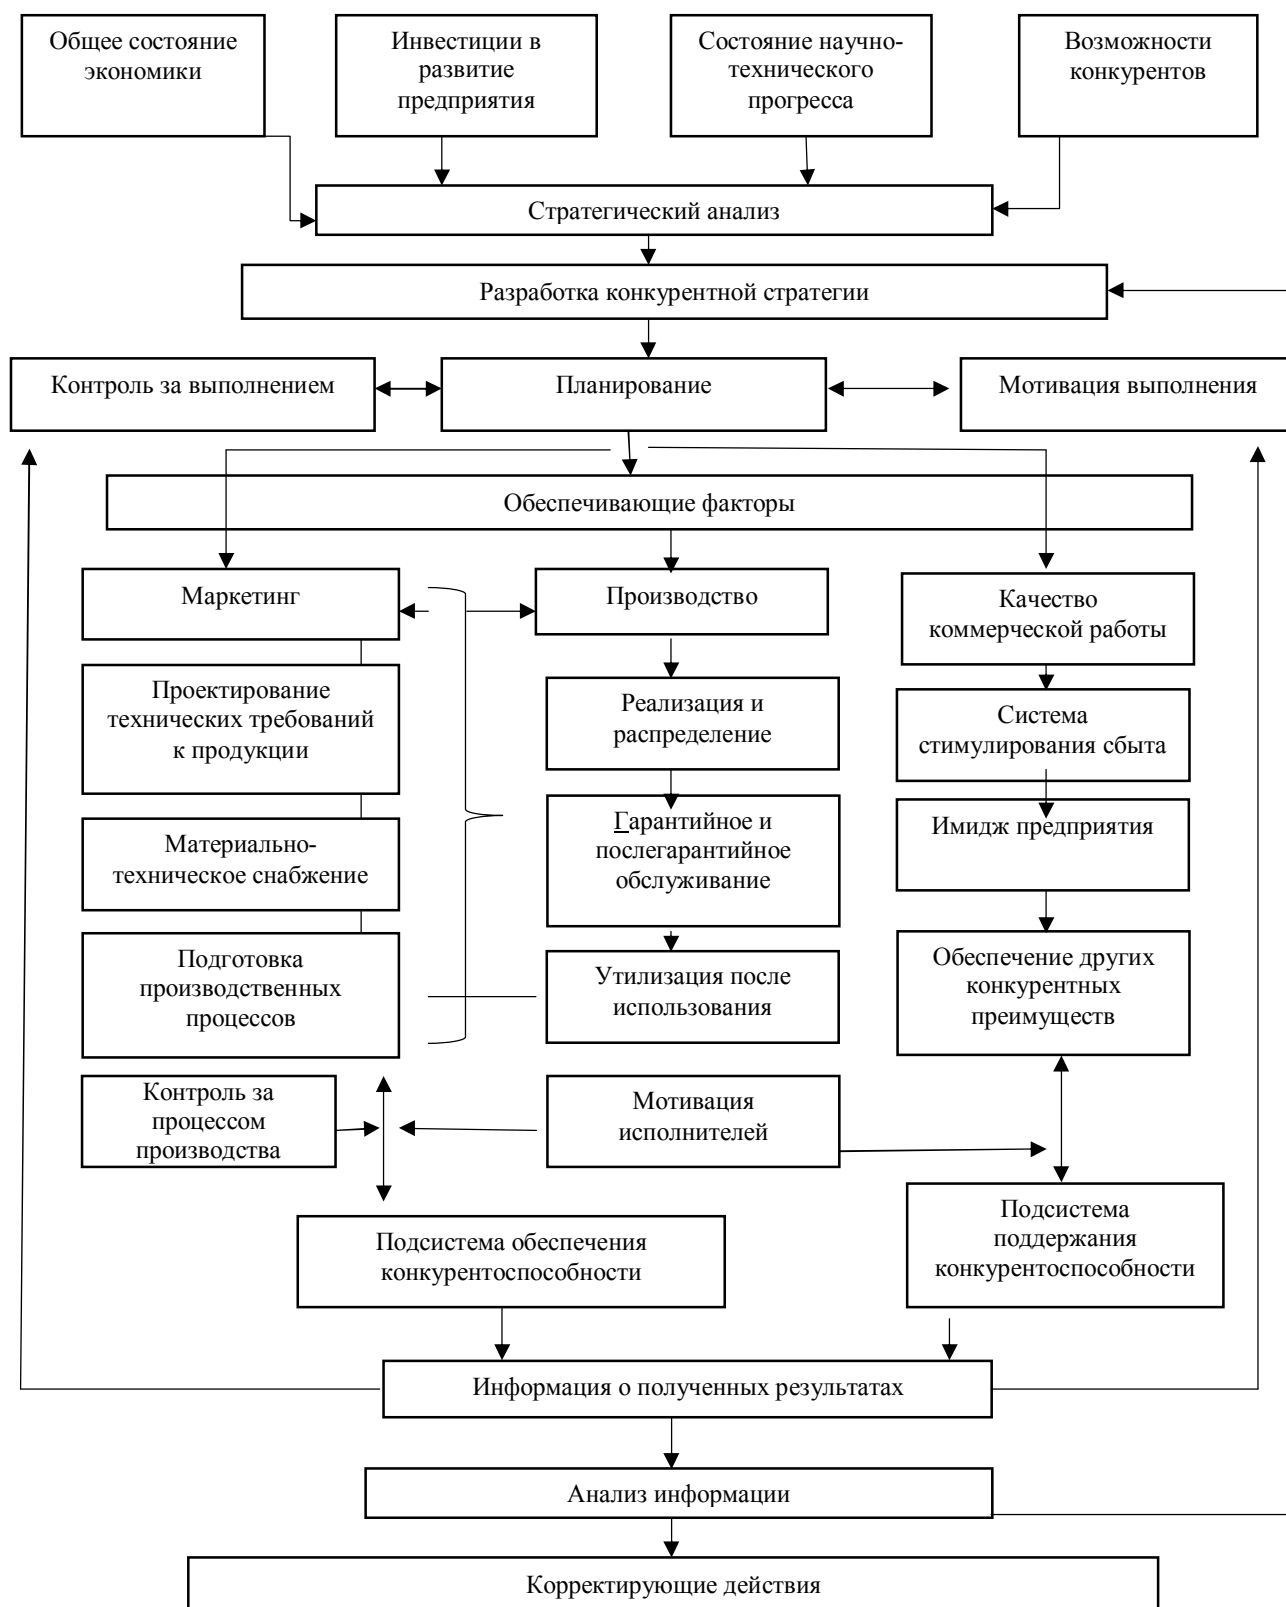 Общее состояние
экономики
Инвестиции в
развитие
предприятия
Состояние научно-
технического
прогресса
Возможности
конкурентов
Стратегический анализ
Разработка конкурентной стратегии
Контроль за выполнением
Планирование
Мотивация выполнения
Обеспечивающие факторы
Маркетинг
Производство
Качество
коммерческой работы
Проектирование
технических требований
к продукции
Реализация и
распределение
Система
стимулирования сбыта
Материально-
техническое снабжение
Гарантийное и
послегарантийное
обслуживание
Имидж предприятия
Подготовка
производственных
процессов
Утилизация после
использования
Обеспечение других
конкурентных
преимуществ
Контроль за
процессом
производства
Мотивация
исполнителей
Подсистема обеспечения
конкурентоспособности
Подсистема
поддержания
конкурентоспособности
Информация о полученных результатах
Анализ информации
Корректирующие действия